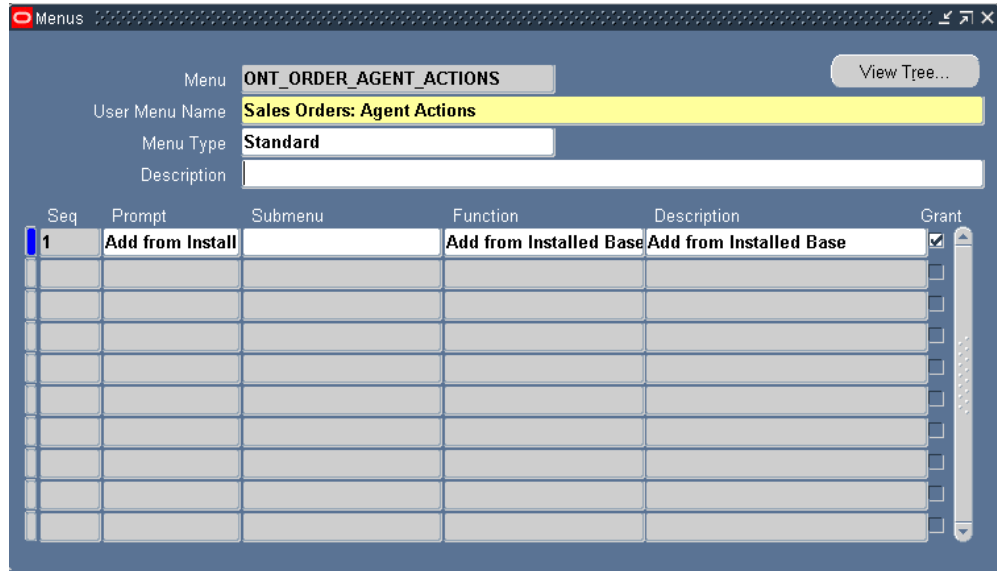 Menus
View Tree...
Menu ONT_ORDER_AGENT_ACTIONS
User Menu Name Sales Orders: Agent Actions
Menu Type Standard
Description
Seq Prompt Submenu Function Description Grant
1 Add from Install Add from Installed Base Add from Installed Base